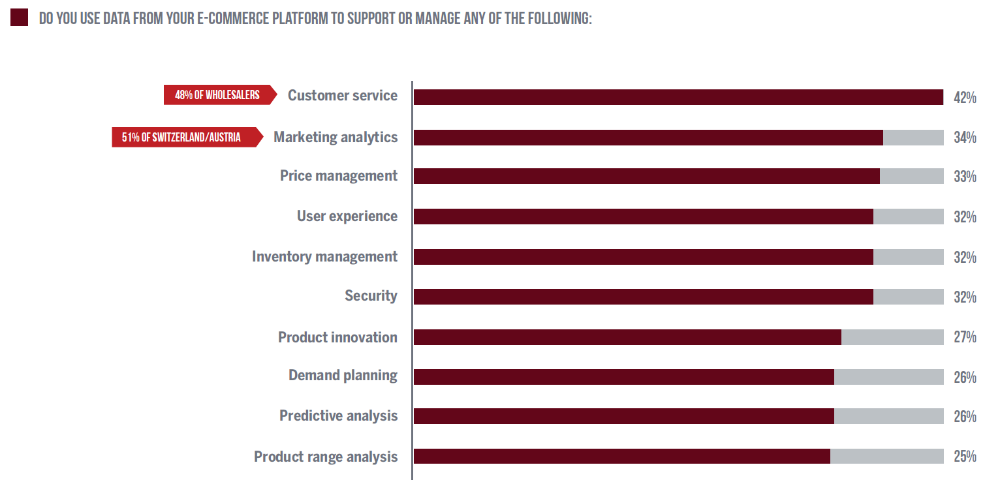 DO YOU USE DATA FROM YOUR E-COMMERCE PLATFORM TO SUPPORT OR MANAGE ANY OF THE FOLLOWING:
48% OF WHOLESALERS Customer service 42%
51% OF SWITZERLAND/AUSTRIA Marketing analytics 34%
Price management 33%
User experience 32%
Inventory management 32%
Security 32%
Product innovation 27%
Demand planning 26%
Predictive analysis 26%
Product range analysis 25%